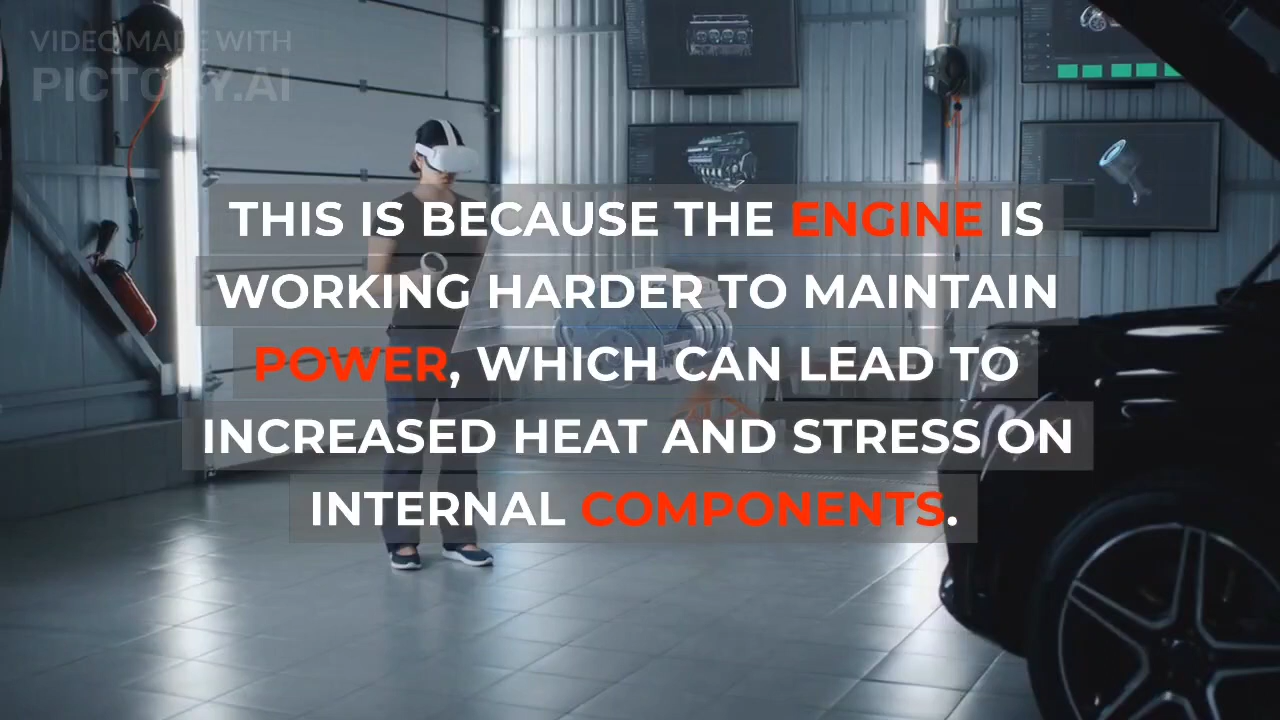 VIDEO MADE WITH
PICTORY.AI
THIS IS BECAUSE THE ENGINE IS
WORKING HARDER TO MAINTAIN
POWER, WHICH CAN LEAD TO
INCREASED HEAT AND STRESS ON
INTERNAL COMPONENTS.